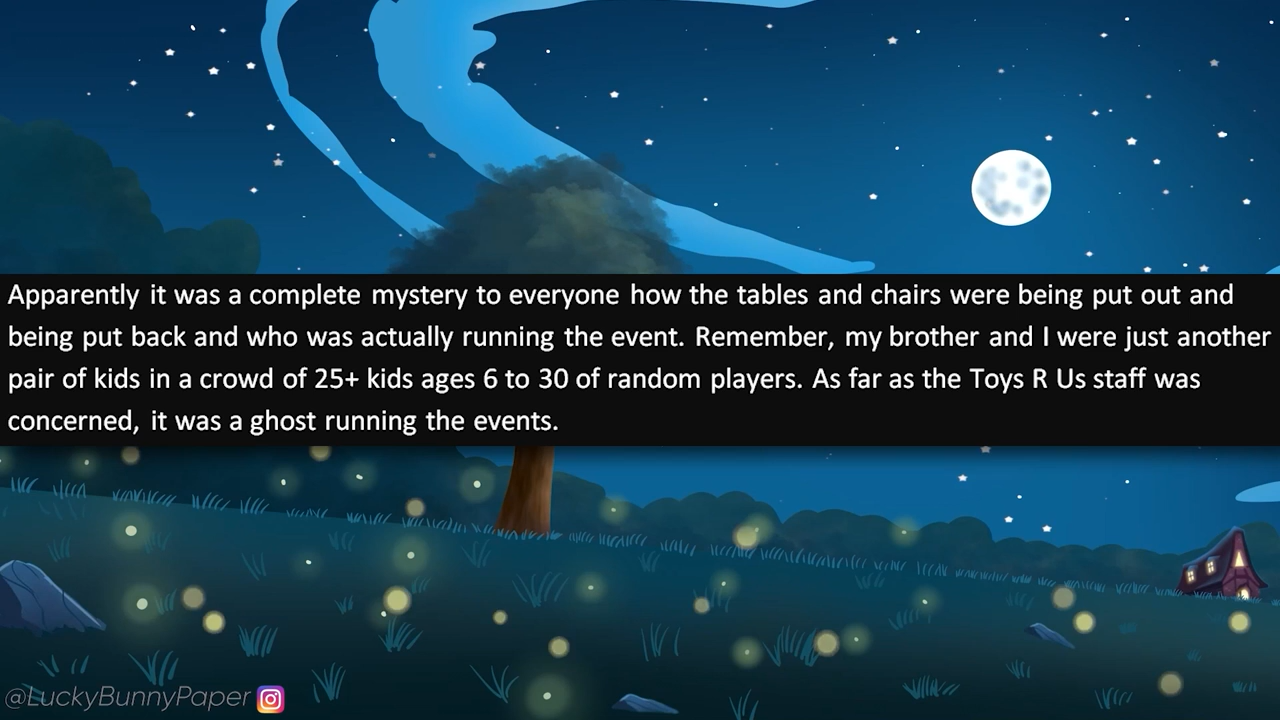 Apparently it was a complete mystery to everyone how the tables and chairs were being put out and
being put back and who was actually running the event. Remember, my brother and I were just another
pair of kids in a crowd of 25+ kids ages 6 to 30 of random players. As far as the Toys R Us staff was
concerned, it was a ghost running the events.
@LuckyBunnyPaper